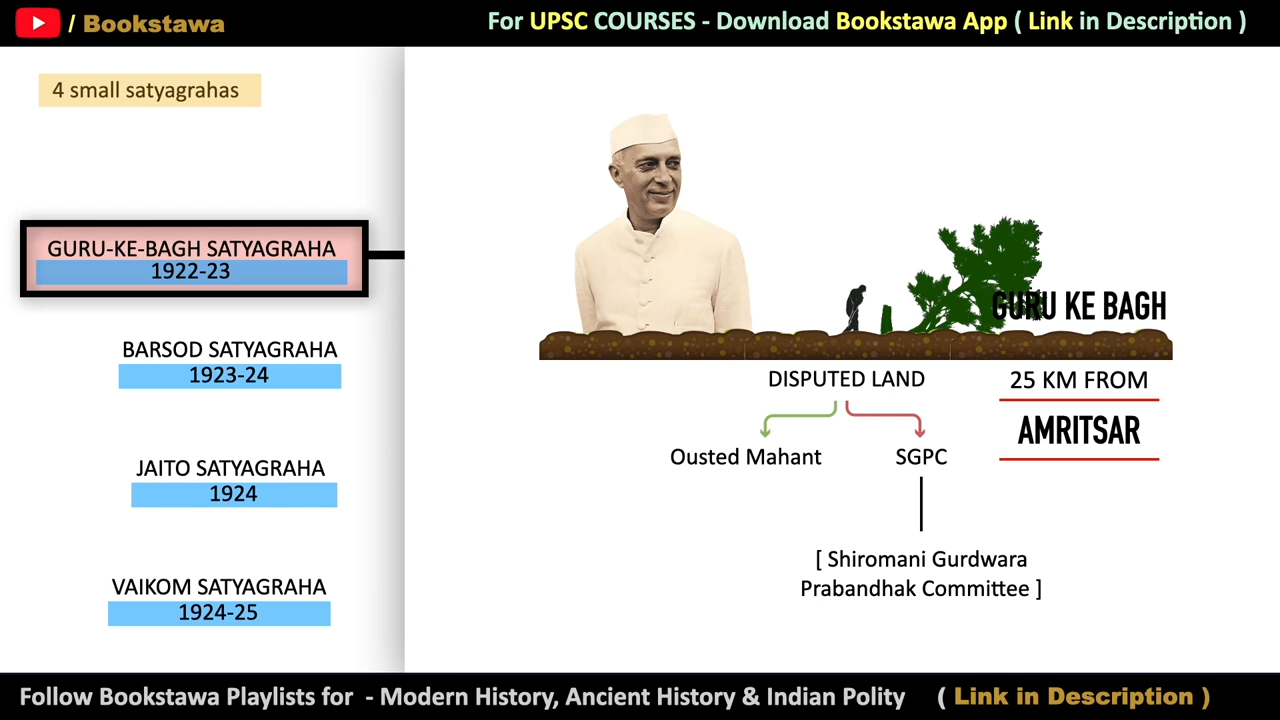 / Bookstawa
For UPSC COURSES - Download Bookstawa App ( Link in Description )
4 small satyagrahas
GURU-KE-BAGH SATYAGRAHA
1922-23
BARSOD SATYAGRAHA
1923-24
JAITO SATYAGRAHA
1924
VAIKOM SATYAGRAHA
1924-25
GURU KE BAGH
DISPUTED LAND
25 KM FROM
AMRITSAR
Ousted Mahant
SGPC
[ Shiromani Gurdwara
Prabandhak Committee ]
Follow Bookstawa Playlists for - Modern History, Ancient History & Indian Polity ( Link in Description )